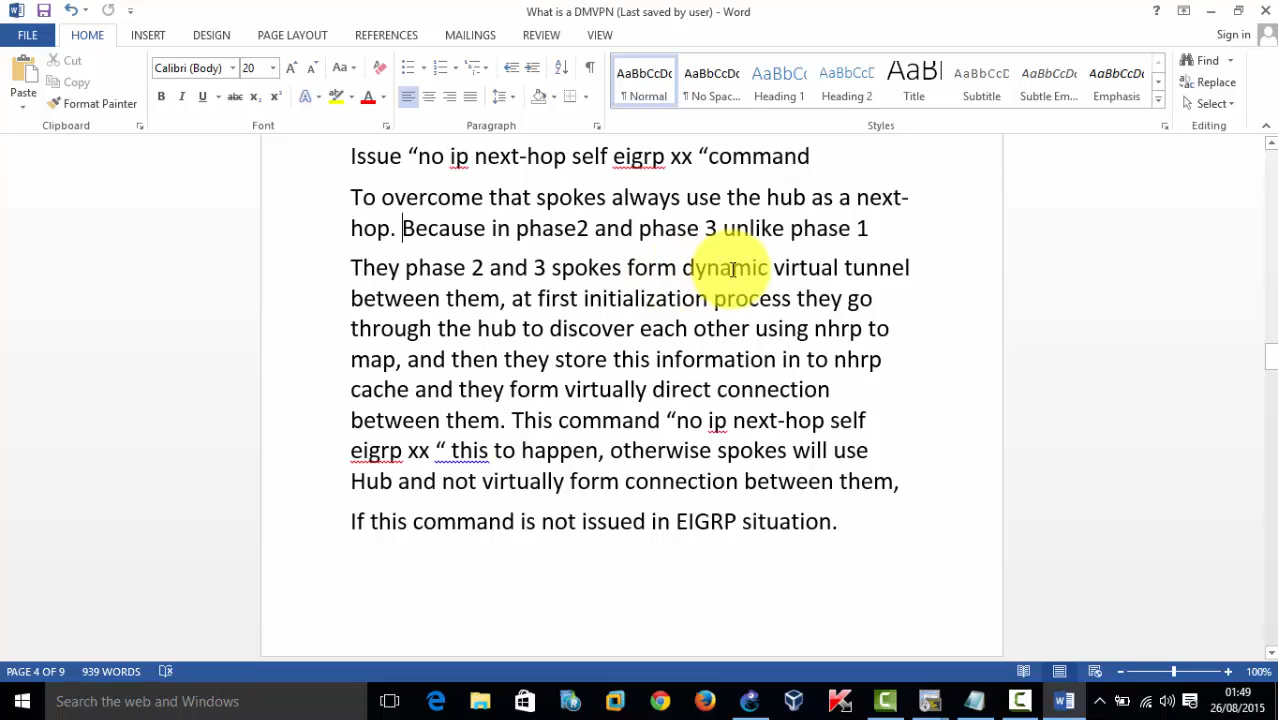 What is a DMVPN (Last saved by user) - Word
?
FILE HOME INSERT DESIGN PAGE LAYOUT REFERENCES MAILINGS REVIEW VIEW Sign in
Paste
Cut
Copy
Format Painter
Clipboard
Calibri (Body) 20
Font
Paragraph
AaBbCcDc AaBbCcDc AaBbCc AaBbCcD AaBl AaBbCcD AaBbCcDc AaBbCcDc
¶ Normal ¶ No Spac... Heading 1 Heading 2 Title Subtitle Subtle Em... Emphasis
Styles
Find
Replace
Select
Editing
Issue “no ip next-hop self eigrp xx “command
To overcome that spokes always use the hub as a next-
hop. Because in phase2 and phase 3 unlike phase 1
They phase 2 and 3 spokes form dynamic virtual tunnel
between them, at first initialization process they go
through the hub to discover each other using nhrp to
map, and then they store this information in to nhrp
cache and they form virtually direct connection
between them. This command “no ip next-hop self
eigrp xx “ this to happen, otherwise spokes will use
Hub and not virtually form connection between them,
If this command is not issued in EIGRP situation.
PAGE 4 OF 9 939 WORDS 100%
Search the web and Windows
01:49
26/08/2015